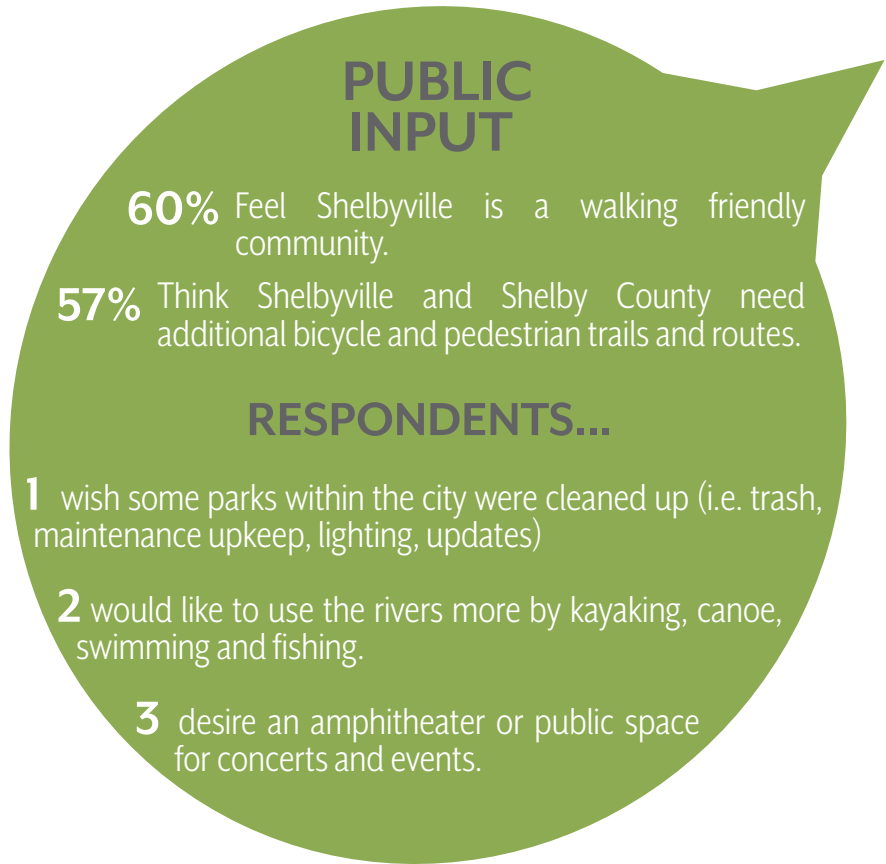 PUBLIC
INPUT
60% Feel Shelbyville is a walking friendly
community.
57% Think Shelbyville and Shelby County need
additional bicycle and pedestrian trails and routes.
RESPONDENTS...
1 wish some parks within the city were cleaned up (i.e. trash,
maintenance upkeep, lighting, updates)
2 would like to use the rivers more by kayaking, canoe,
swimming and fishing.
3 desire an amphitheater or public space
for concerts and events.